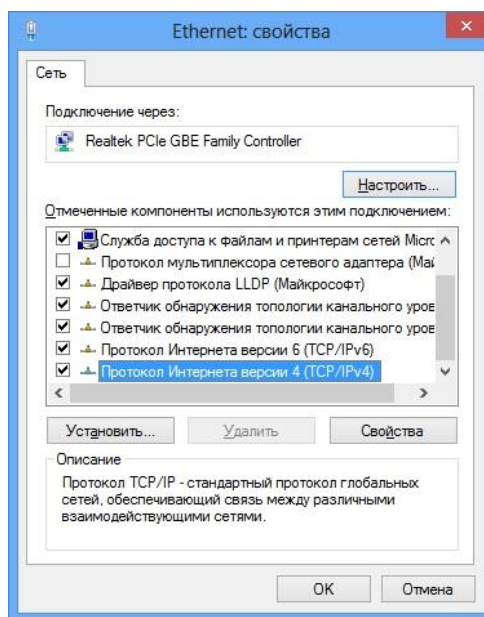 Ethernet: свойства
Сеть
Подключение через:
Realtek PCIe GBE Family Controller
Настроить...
Отмеченные компоненты используются этим подключением:
Служба доступа к файлам и принтерам сетей Micrc
Протокол мультиплексора сетевого адаптера (Май
Драйвер протокола LLDP (Майкрософт)
Ответчик обнаружения топологии канального уров
Ответчик обнаружения топологии канального уров
Протокол Интернета версии 6 (TCP/IPv6)
Протокол Интернета версии 4 (TCP/IPv4)
Установить...
Удалить
Свойства
Описание
Протокол TCP/IP - стандартный протокол глобальных
сетей, обеспечивающий связь между различными
взаимодействующими сетями.
OK
Отмена